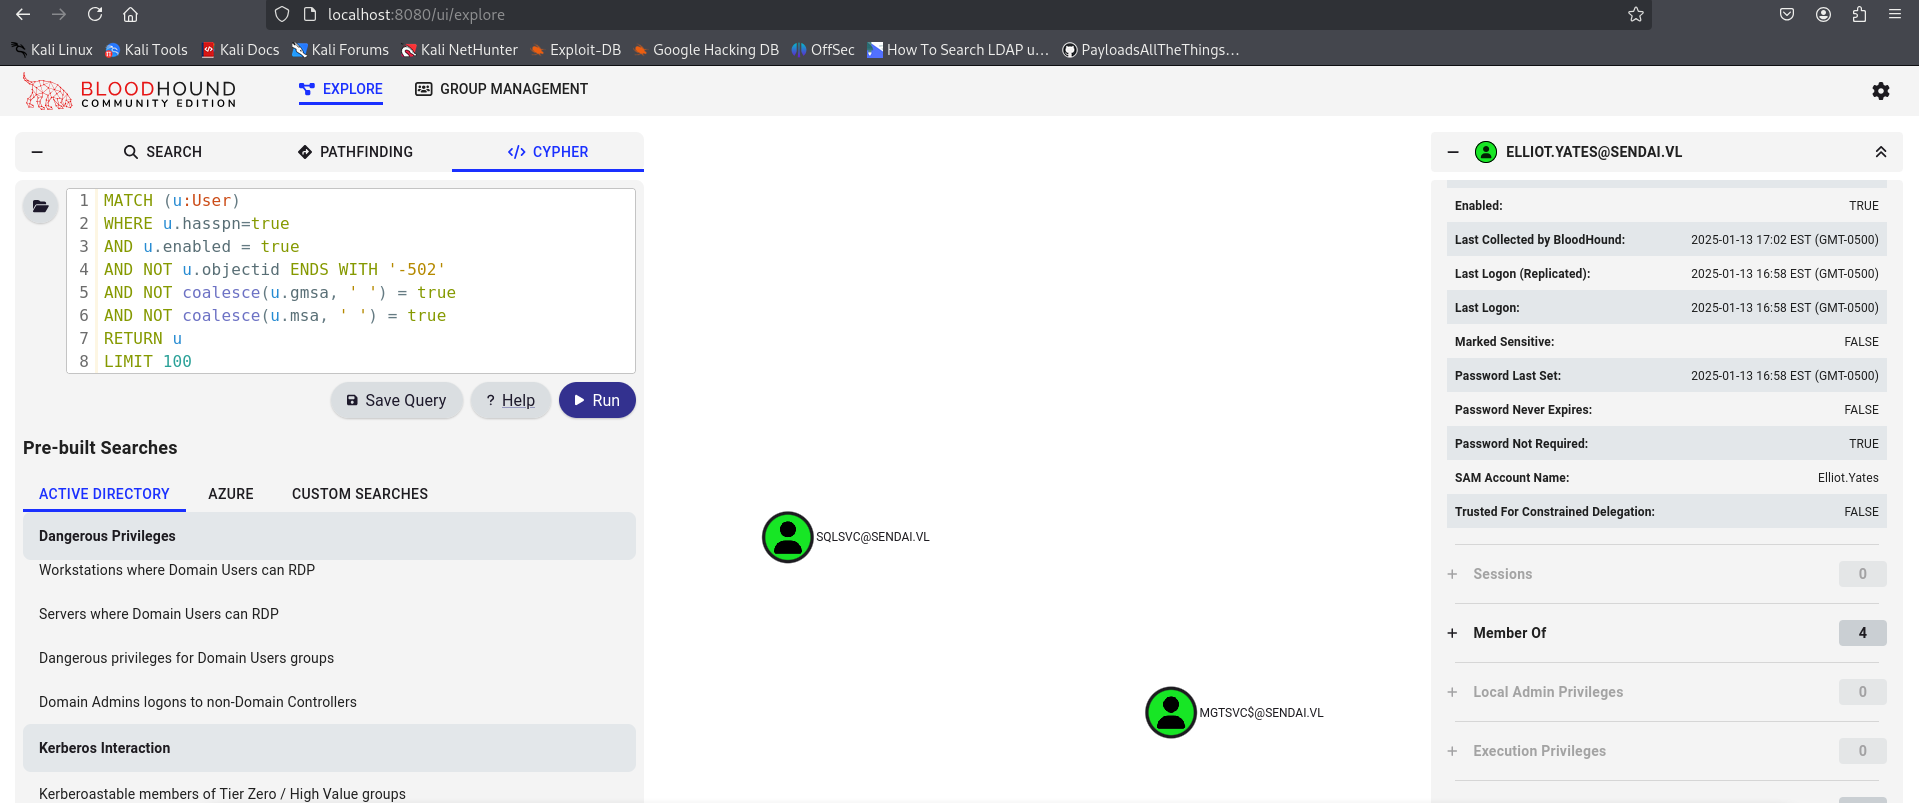 localhost:8080/ui/explore
Kali Linux Kali Tools Kali Docs Kali Forums Kali NetHunter Exploit-DB Google Hacking DB OffSec How To Search LDAP u… PayloadsAllTheThings…
BLOODHOUND
COMMUNITY EDITION
EXPLORE
GROUP MANAGEMENT
SEARCH
PATHFINDING
CYPHER
1 MATCH (u:User)
2 WHERE u.hasspn=true
3 AND u.enabled = true
4 AND NOT u.objectid ENDS WITH '-502'
5 AND NOT coalesce(u.gmsa, ' ') = true
6 AND NOT coalesce(u.msa, ' ') = true
7 RETURN u
8 LIMIT 100
Save Query
? Help
Run
Pre-built Searches
ACTIVE DIRECTORY
AZURE
CUSTOM SEARCHES
Dangerous Privileges
Workstations where Domain Users can RDP
Servers where Domain Users can RDP
Dangerous privileges for Domain Users groups
Domain Admins logons to non-Domain Controllers
Kerberos Interaction
Kerberoastable members of Tier Zero / High Value groups
SQLSVC@SENDAI.VL
MGTSVC$@SENDAI.VL
ELLIOT.YATES@SENDAI.VL
Enabled: TRUE
Last Collected by BloodHound: 2025-01-13 17:02 EST (GMT-0500)
Last Logon (Replicated): 2025-01-13 16:58 EST (GMT-0500)
Last Logon: 2025-01-13 16:58 EST (GMT-0500)
Marked Sensitive: FALSE
Password Last Set: 2025-01-13 16:58 EST (GMT-0500)
Password Never Expires: FALSE
Password Not Required: TRUE
SAM Account Name: Elliot.Yates
Trusted For Constrained Delegation: FALSE
+ Sessions 0
+ Member Of 4
+ Local Admin Privileges 0
+ Execution Privileges 0